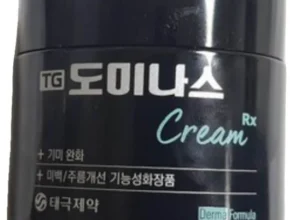 TG 도미나스
Cream Rx
+ 기미 완화
+ 미백/주름개선 기능성화장품
태극제약
Derma Formula